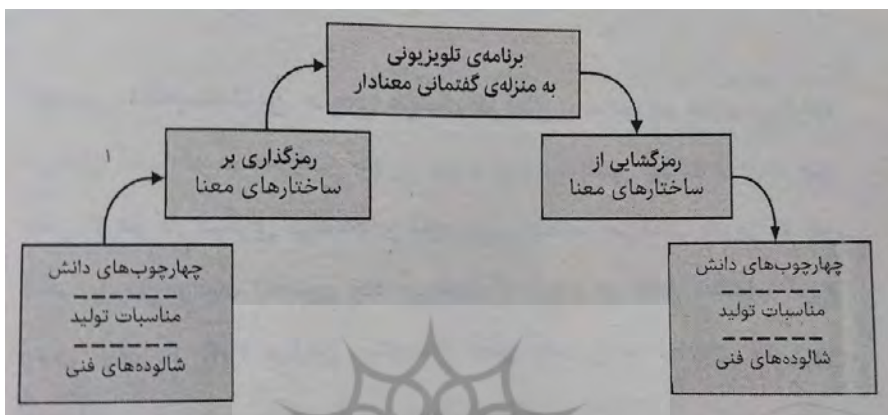 برنامه‌ی تلویزیونی
به منزله‌ی گفتمانی معنادار
رمزگشایی از
ساختارهای معنا
رمزگذاری بر
ساختارهای معنا
۱
چهارچوب‌های دانش
مناسبات تولید
شالوده‌های فنی
چهارچوب‌های دانش
مناسبات تولید
شالوده‌های فنی